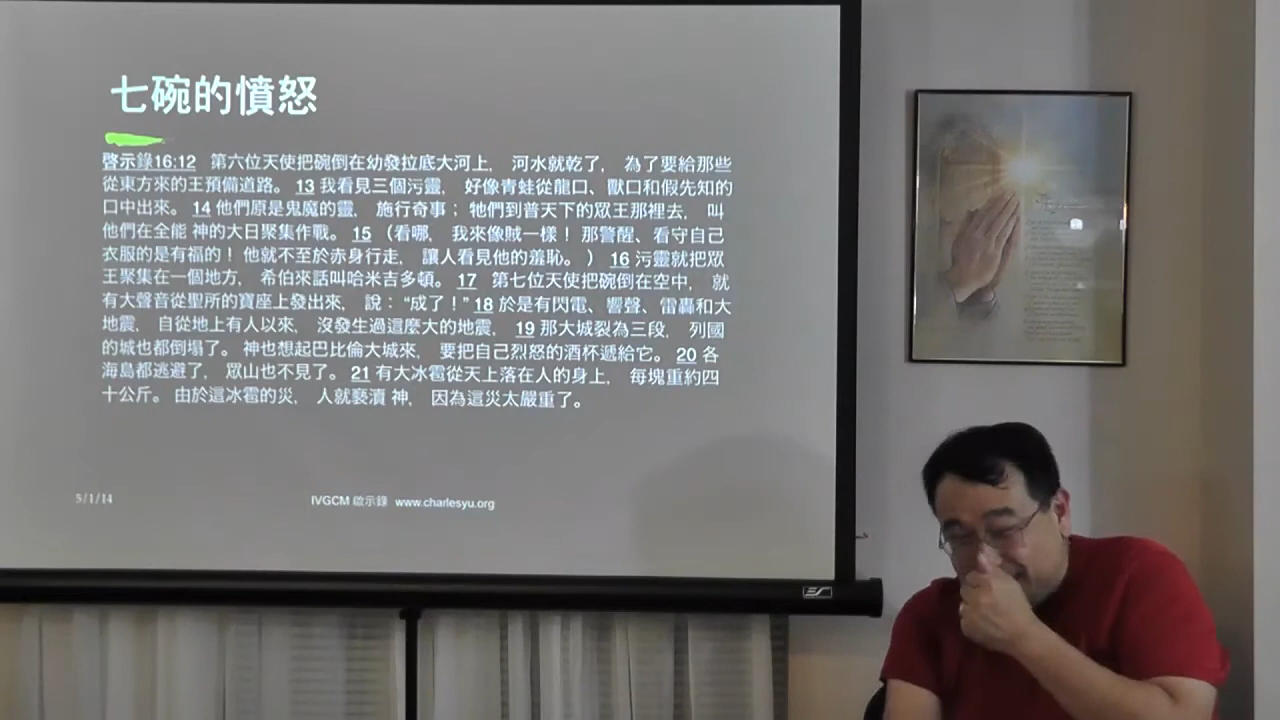 七碗的憤怒
啓示錄16:12 第六位天使把碗倒在幼發拉底大河上, 河水就乾了, 為了要給那些
從東方來的王預備道路。 13 我看見三個污靈, 好像青蛙從龍口、獸口和假先知的
口中出來。 14 他們原是鬼魔的靈, 施行奇事; 牠們到普天下的眾王那裡去, 叫
他們在全能 神的大日聚集作戰。 15 (看哪, 我來像賊一樣! 那警醒、看守自己
衣服的是有福的! 他就不至於赤身行走, 讓人看見他的羞恥。) 16 污靈就把眾
王聚集在一個地方, 希伯來話叫哈米吉多頓。 17 第七位天使把碗倒在空中, 就
有大聲音從聖所的寶座上發出來, 說: “成了!” 18 於是有閃電、響聲、雷轟和大
地震, 自從地上有人以來, 沒發生過這麼大的地震, 19 那大城裂為三段, 列國
的城也都倒塌了。 神也想起巴比倫大城來, 要把自己烈怒的酒杯遞給它。 20 各
海島都逃避了, 眾山也不見了。 21 有大冰雹從天上落在人的身上, 每塊重約四
十公斤。 由於這冰雹的災, 人就褻瀆 神, 因為這災太嚴重了。
5/1/14
IVGCM 啟示錄 www.charlesyu.org